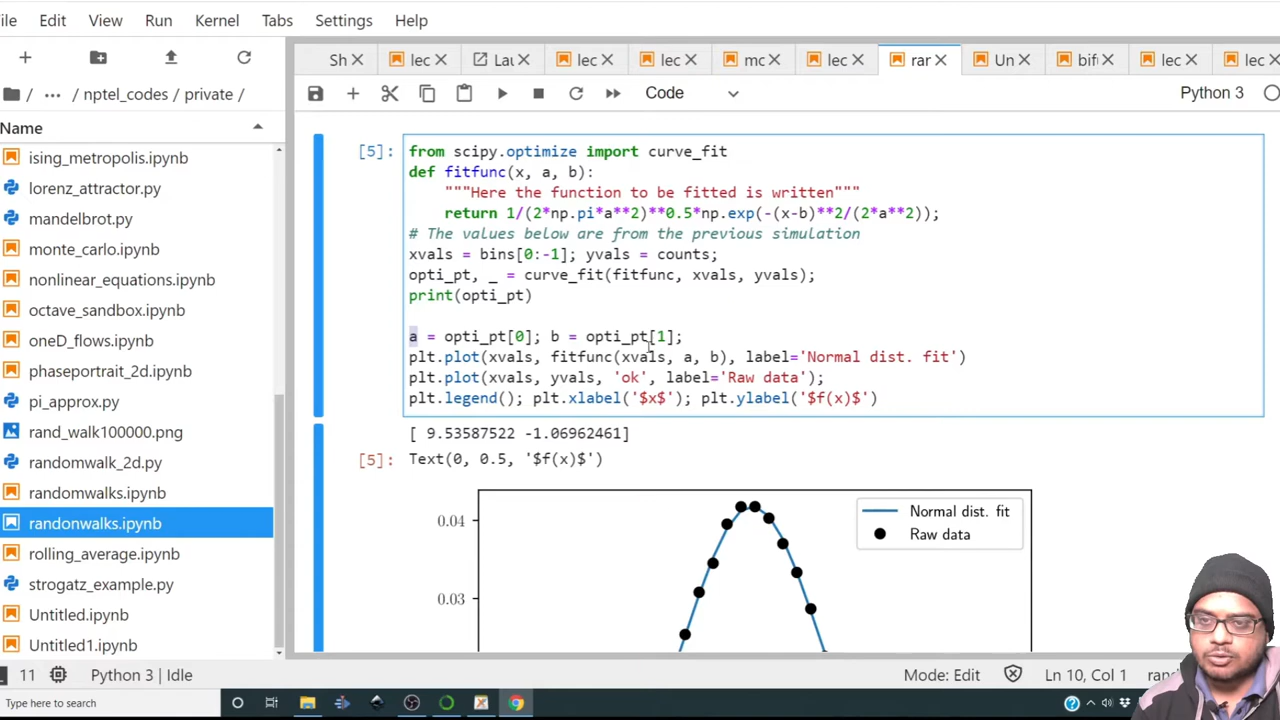 ile Edit View Run Kernel Tabs Settings Help
Sh lec Lau lec lec mc lec rar Un bif lec lec
Code Python 3
/ ... / nptel_codes / private /
Name
ising_metropolis.ipynb
lorenz_attractor.py
mandelbrot.py
monte_carlo.ipynb
nonlinear_equations.ipynb
octave_sandbox.ipynb
oneD_flows.ipynb
phaseportrait_2d.ipynb
pi_approx.py
rand_walk100000.png
randomwalk_2d.py
randomwalks.ipynb
randonwalks.ipynb
rolling_average.ipynb
strogatz_example.py
Untitled.ipynb
Untitled1.ipynb
[5]: from scipy.optimize import curve_fit
def fitfunc(x, a, b):
"""Here the function to be fitted is written"""
return 1/(2*np.pi*a**2)**0.5*np.exp(-(x-b)**2/(2*a**2));
# The values below are from the previous simulation
xvals = bins[0:-1]; yvals = counts;
opti_pt, _ = curve_fit(fitfunc, xvals, yvals);
print(opti_pt)
a = opti_pt[0]; b = opti_pt[1];
plt.plot(xvals, fitfunc(xvals, a, b), label='Normal dist. fit')
plt.plot(xvals, yvals, 'ok', label='Raw data');
plt.legend(); plt.xlabel('$x$'); plt.ylabel('$f(x)$')
[ 9.53587522 -1.06962461]
[5]: Text(0, 0.5, '$f(x)$')
Normal dist. fit
Raw data
0.04
0.03
11 Python 3 | Idle Mode: Edit Ln 10, Col 1 ran
Type here to search